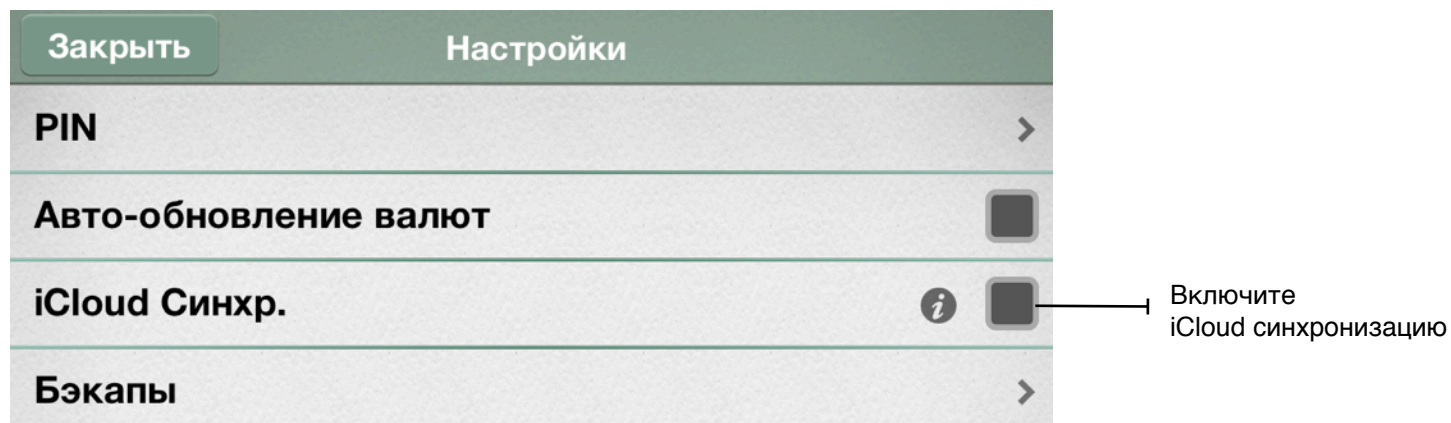 Закрыть
Настройки
PIN
Авто-обновление валют
iCloud Синхр.
Включите
iCloud синхронизацию
Бэкапы